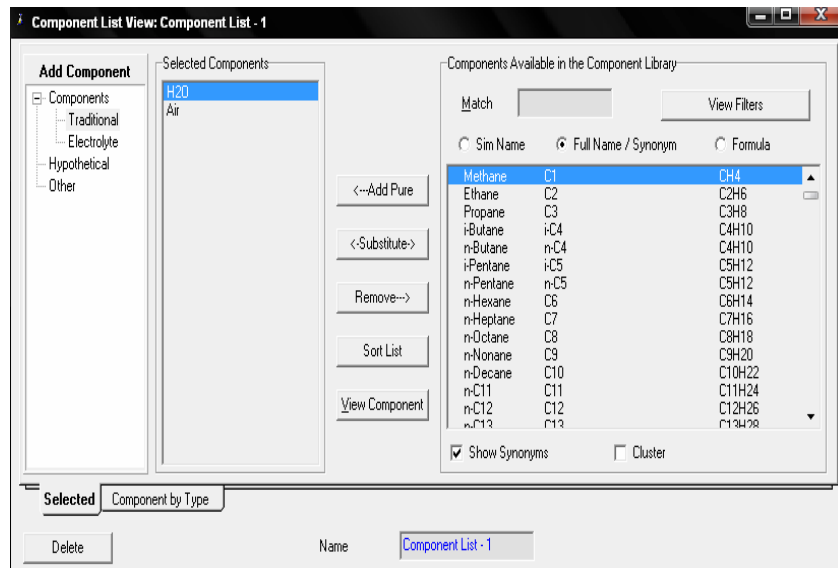 Component List View: Component List - 1
X
Add Component
Components
Traditional
Electrolyte
Hypothetical
Other
Selected Components
H2O
Air
<---Add Pure
<-Substitute->
Remove--->
Sort List
View Component
Components Available in the Component Library
Match
View Filters
Sim Name
Full Name / Synonym
Formula
Methane C1 CH4
Ethane C2 C2H6
Propane C3 C3H8
i-Butane i-C4 C4H10
n-Butane n-C4 C4H10
i-Pentane i-C5 C5H12
n-Pentane n-C5 C5H12
n-Hexane C6 C6H14
n-Heptane C7 C7H16
n-Octane C8 C8H18
n-Nonane C9 C9H20
n-Decane C10 C10H22
n-C11 C11 C11H24
n-C12 C12 C12H26
n-C13 C13 C13H28
Show Synonyms
Cluster
Selected
Component by Type
Delete
Name
Component List - 1